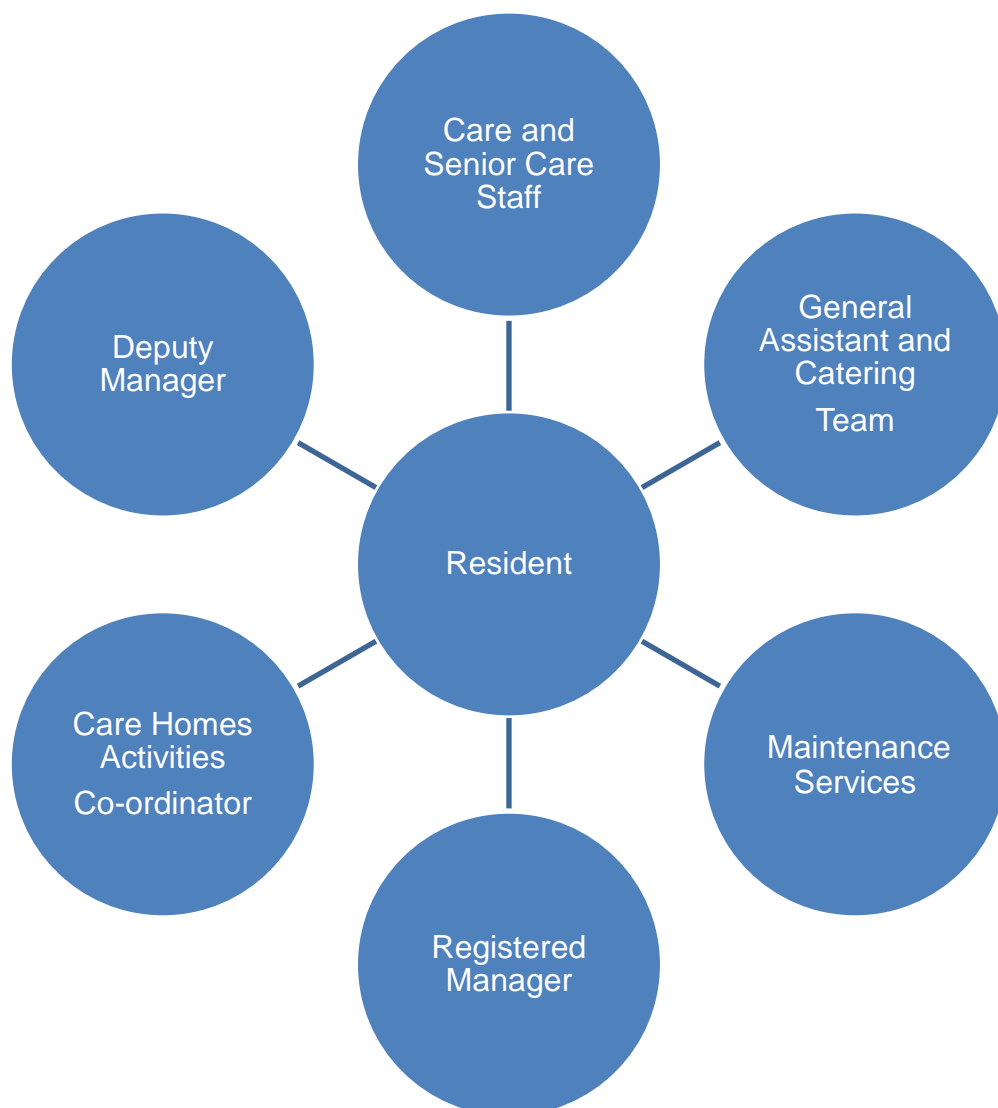 Care and
Senior Care
Staff
General
Assistant and
Catering
Team
Deputy
Manager
Resident
Care Homes
Activities
Co-ordinator
Maintenance
Services
Registered
Manager